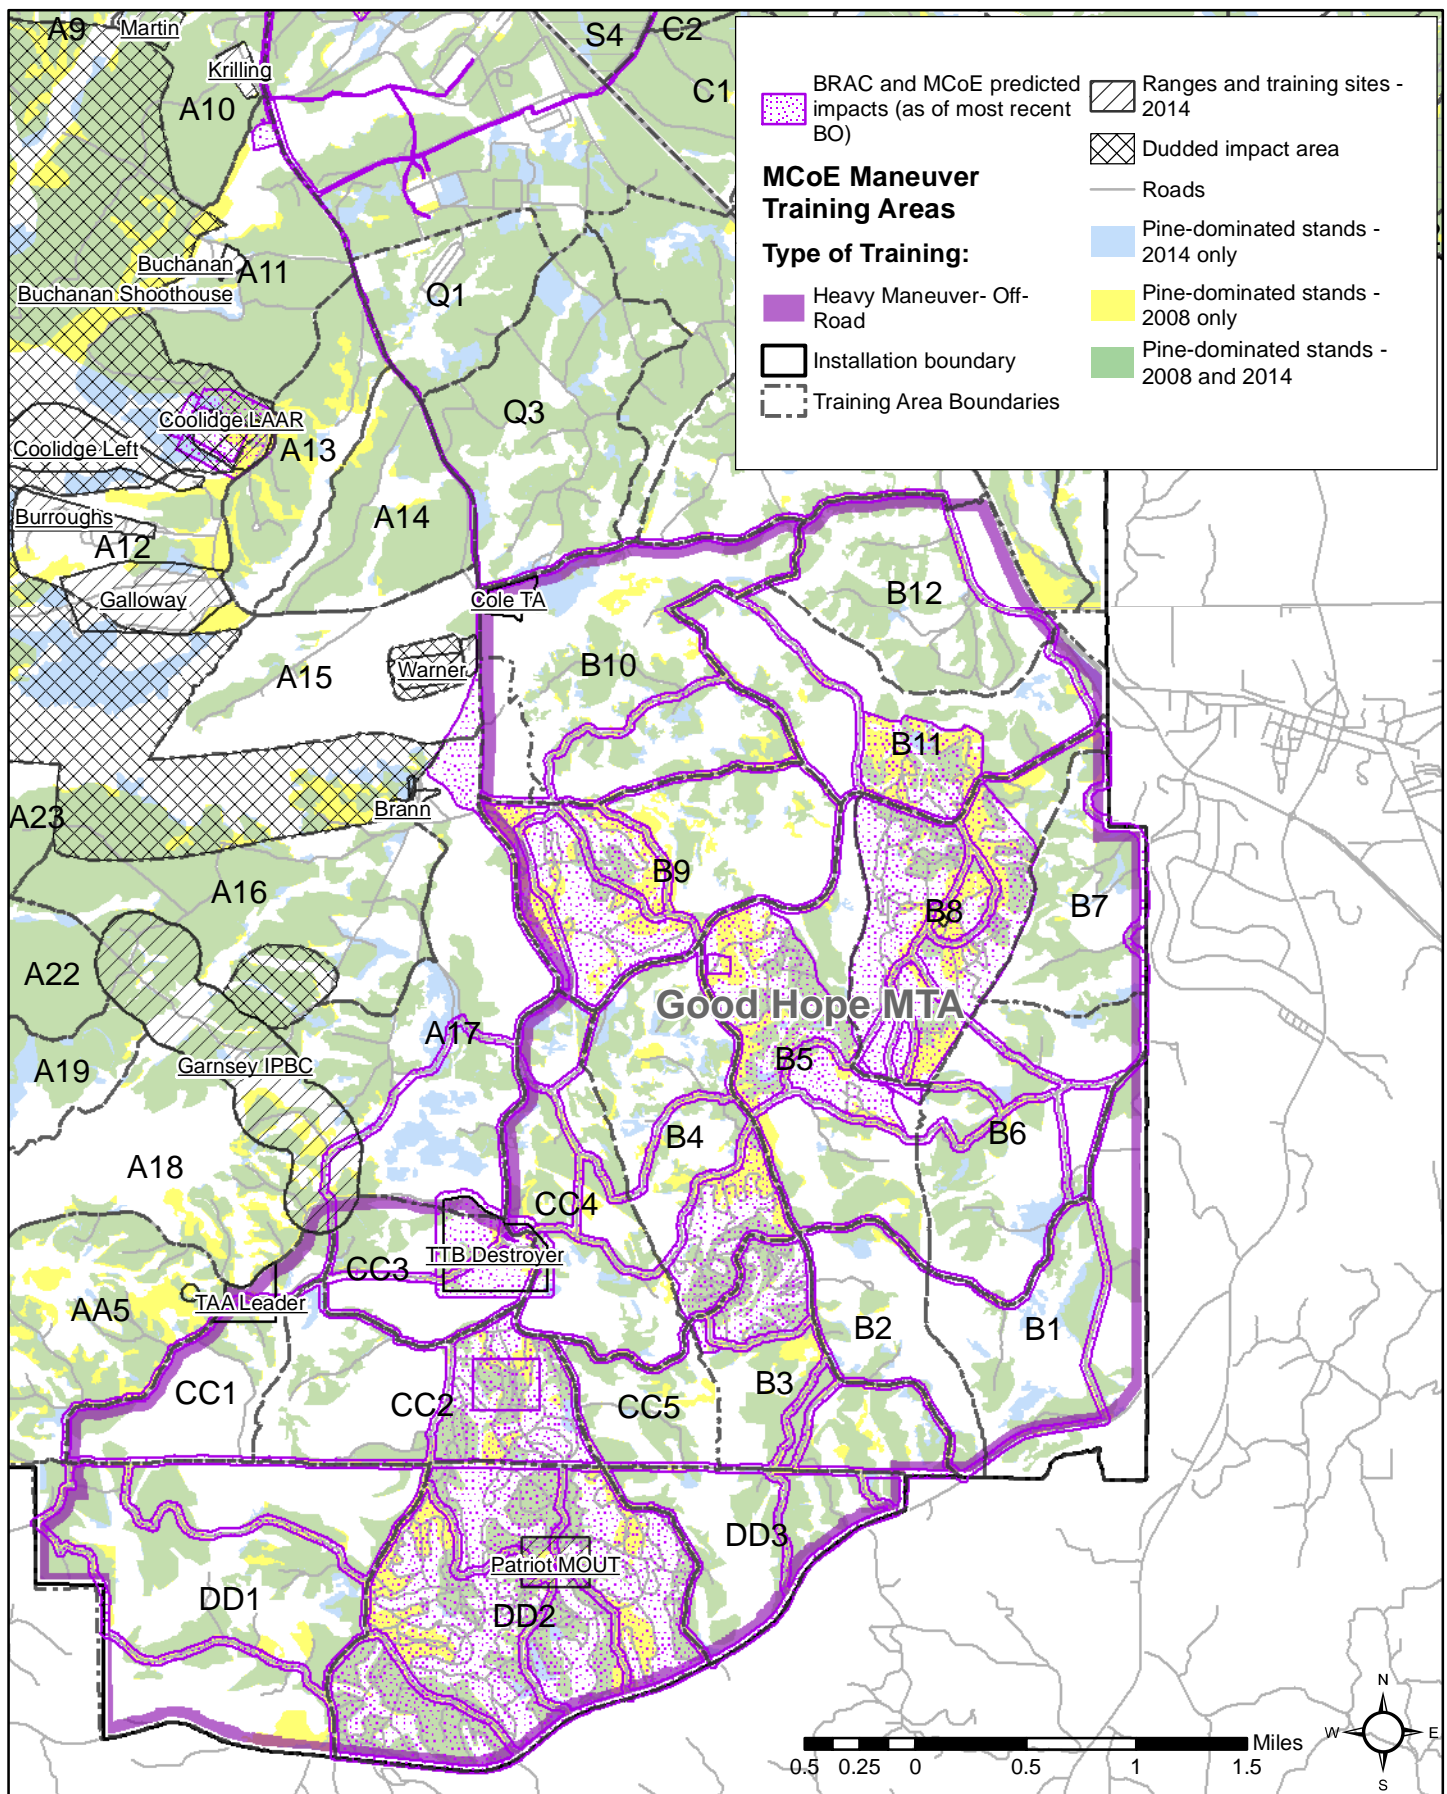 A9
Martin
S4
C2
Krilling
A10
C1
Buchanan
A11
Buchanan Shoothouse
Q1
Coolidge LAAR
Q3
Coolidge Left
A13
Burroughs
A14
A12
Galloway
Cole TA
BRAC and MCoE predicted
impacts (as of most recent
BO)
MCoE Maneuver
Training Areas
Type of Training:
Heavy Maneuver- Off-
Road
Installation boundary
Training Area Boundaries
Ranges and training sites -
2014
Dudded impact area
Roads
Pine-dominated stands -
2014 only
Pine-dominated stands -
2008 only
Pine-dominated stands -
2008 and 2014
B12
B10
Warner
A15
B11
Brann
A23
B9
A16
B8
B7
A22
Good Hope MTA
A17
B5
Garnsey IPBC
A19
B4
B6
A18
CC4
TTB Destroyer
CC3
TAA Leader
AA5
B2
B1
B3
CC1
CC2
CC5
DD3
Patriot MOUT
DD1
DD2
N
W
E
S
Miles
0.5
0.25
0
0.5
1
1.5